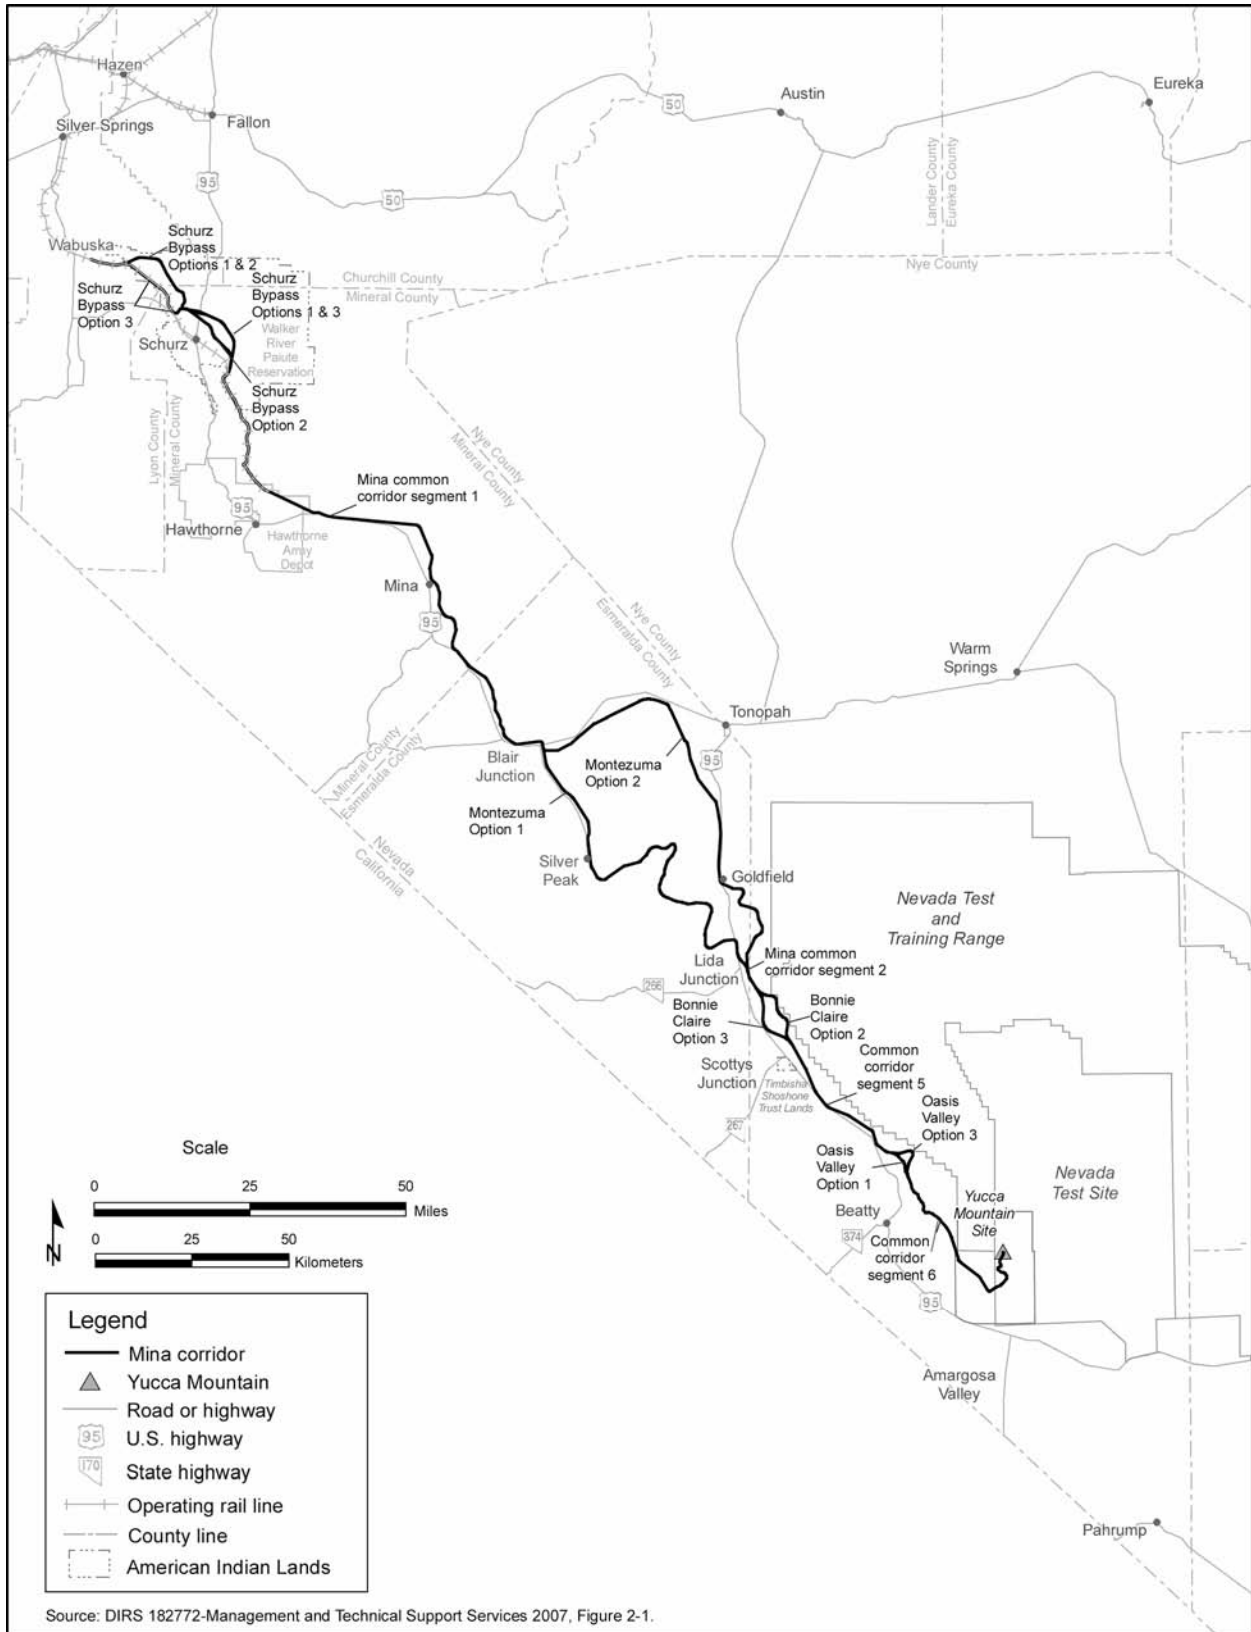 Hazen
Eureka
Austin
50
Fallon
Silver Springs
95
50
Lander County
Eureka County
Wabuska
Schurz
Bypass
Options 1 & 2
Nye County
Churchill County
Mineral County
Schurz
Bypass
Options 1 & 3
Schurz
Bypass
Option 3
Walker
River
Paiute
Reservation
Schurz
Schurz
Bypass
Option 2
Lyon County
Mineral County
Nye County
Mineral County
Mina common
corridor segment 1
95
Hawthorne
Hawthorne
Army
Depot
Mina
95
Nye County
Esmeralda County
Warm
Springs
Tonopah
Blair
Junction
Mineral County
Esmeralda County
Montezuma
Option 2
95
Montezuma
Option 1
Nevada
California
Silver
Peak
Goldfield
Nevada Test
and
Training Range
Lida
Junction
Mina common
corridor segment 2
266
Bonnie
Claire
Option 3
Bonnie
Claire
Option 2
Common
corridor
segment 5
Scottys
Junction
Timbisha
Shoshone
Trust Lands
267
Oasis
Valley
Option 3
Oasis
Valley
Option 1
Nevada
Test Site
Yucca
Mountain
Site
Beatty
374
Common
corridor
segment 6
95
Amargosa
Valley
Pahrump
Scale
0 25 50
Miles
0 25 50
Kilometers
N
Legend
Mina corridor
Yucca Mountain
Road or highway
95 U.S. highway
170 State highway
Operating rail line
County line
American Indian Lands
Source: DIRS 182772-Management and Technical Support Services 2007, Figure 2-1.